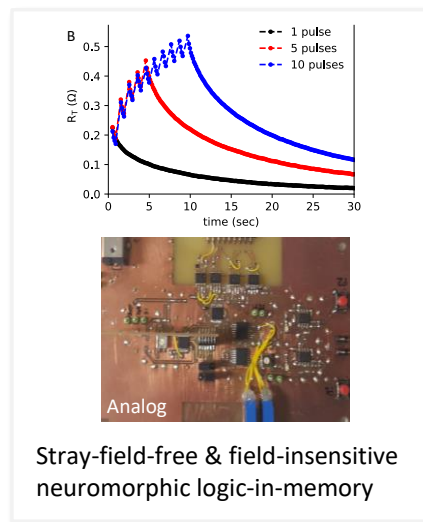 B
1 pulse
5 pulses
10 pulses
0,5
0,4
0,3
0,2
0,1
0,0
R_T (Ω)
0 5 10 15 20 25 30
time (sec)
Analog
Stray-field-free & field-insensitive
neuromorphic logic-in-memory